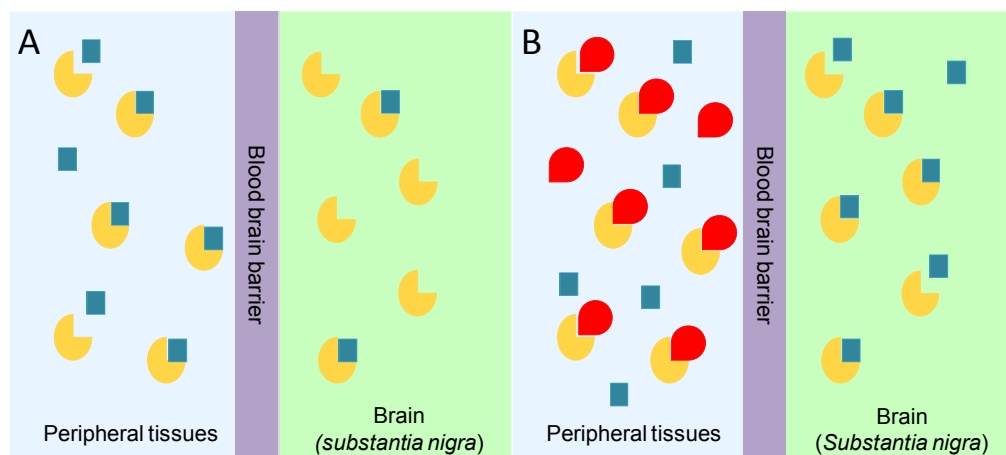 A
Blood brain barrier
Peripheral tissues
Brain
(substantia nigra)
B
Blood brain barrier
Peripheral tissues
Brain
(Substantia nigra)